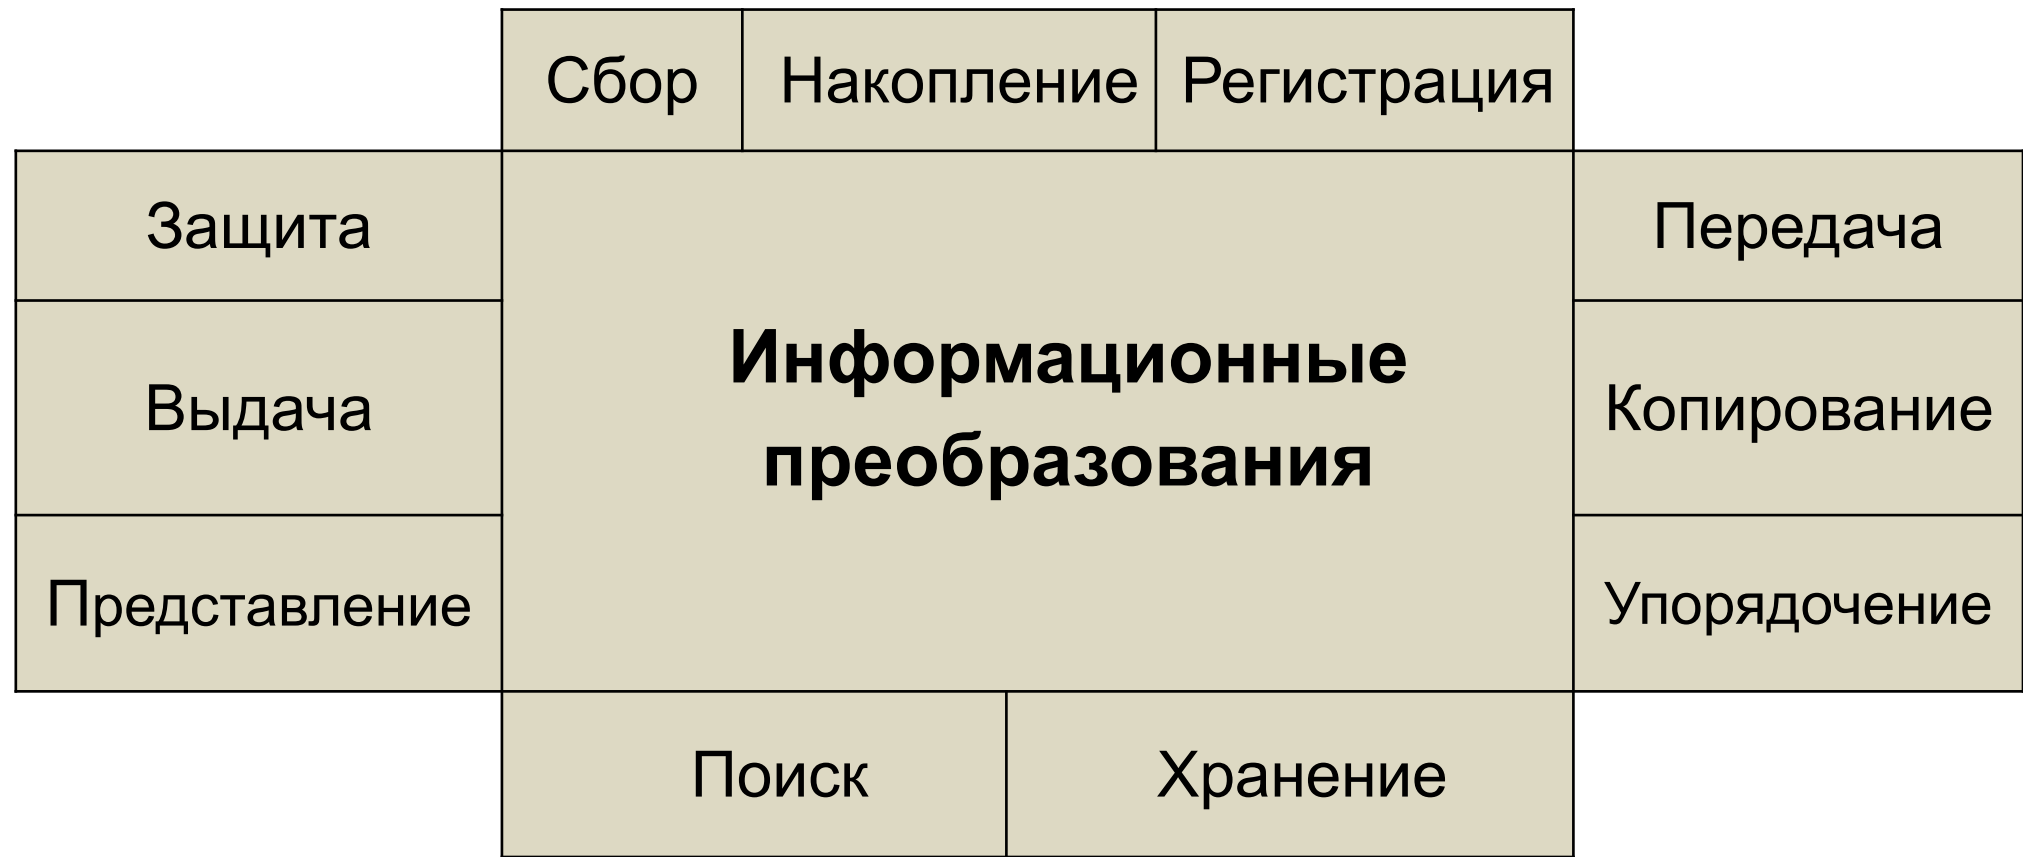 Сбор
Накопление
Регистрация
Защита
Передача
Информационные
преобразования
Выдача
Копирование
Представление
Упорядочение
Поиск
Хранение